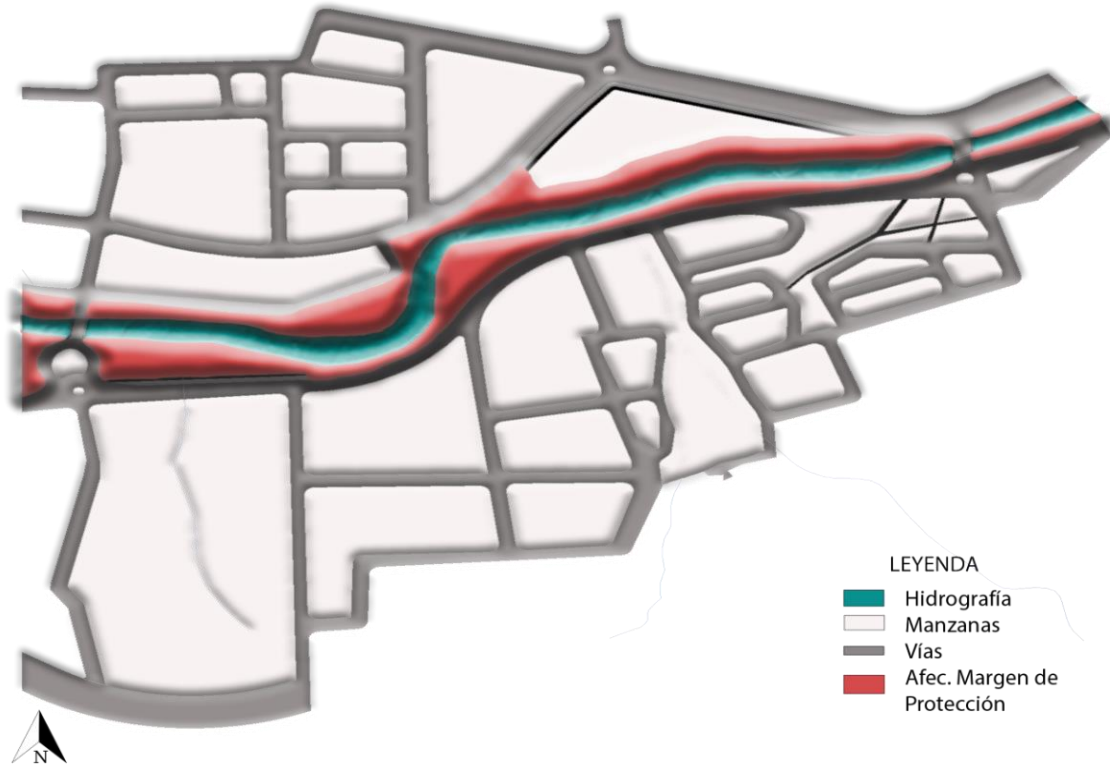 LEYENDA
Hidrografía
Manzanas
Vías
Afec. Margen de
Protección
N